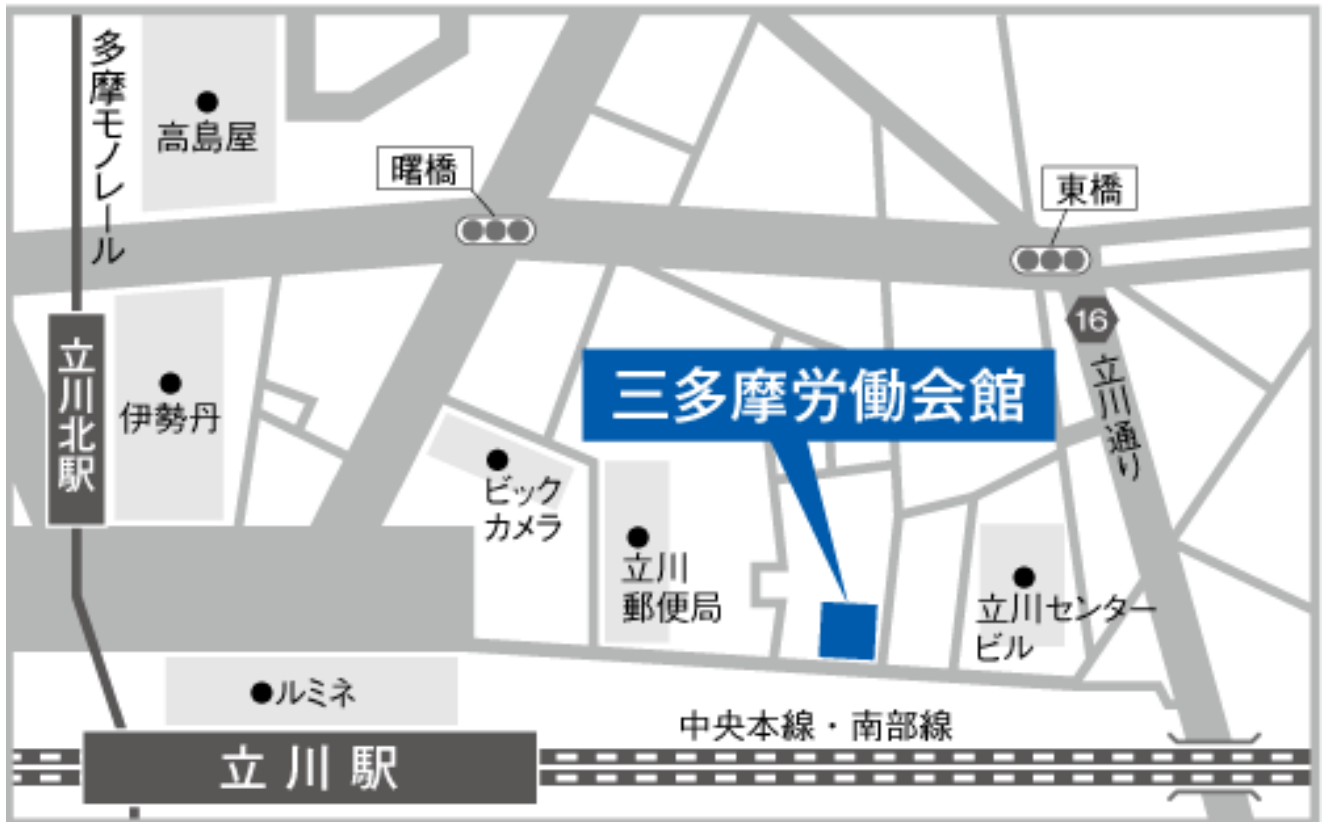 多摩モノレール
高島屋
曙橋
東橋
16
立川通り
立川北駅
伊勢丹
三多摩労働会館
ビック
カメラ
立川
郵便局
立川センター
ビル
ルミネ
中央本線・南部線
立川駅